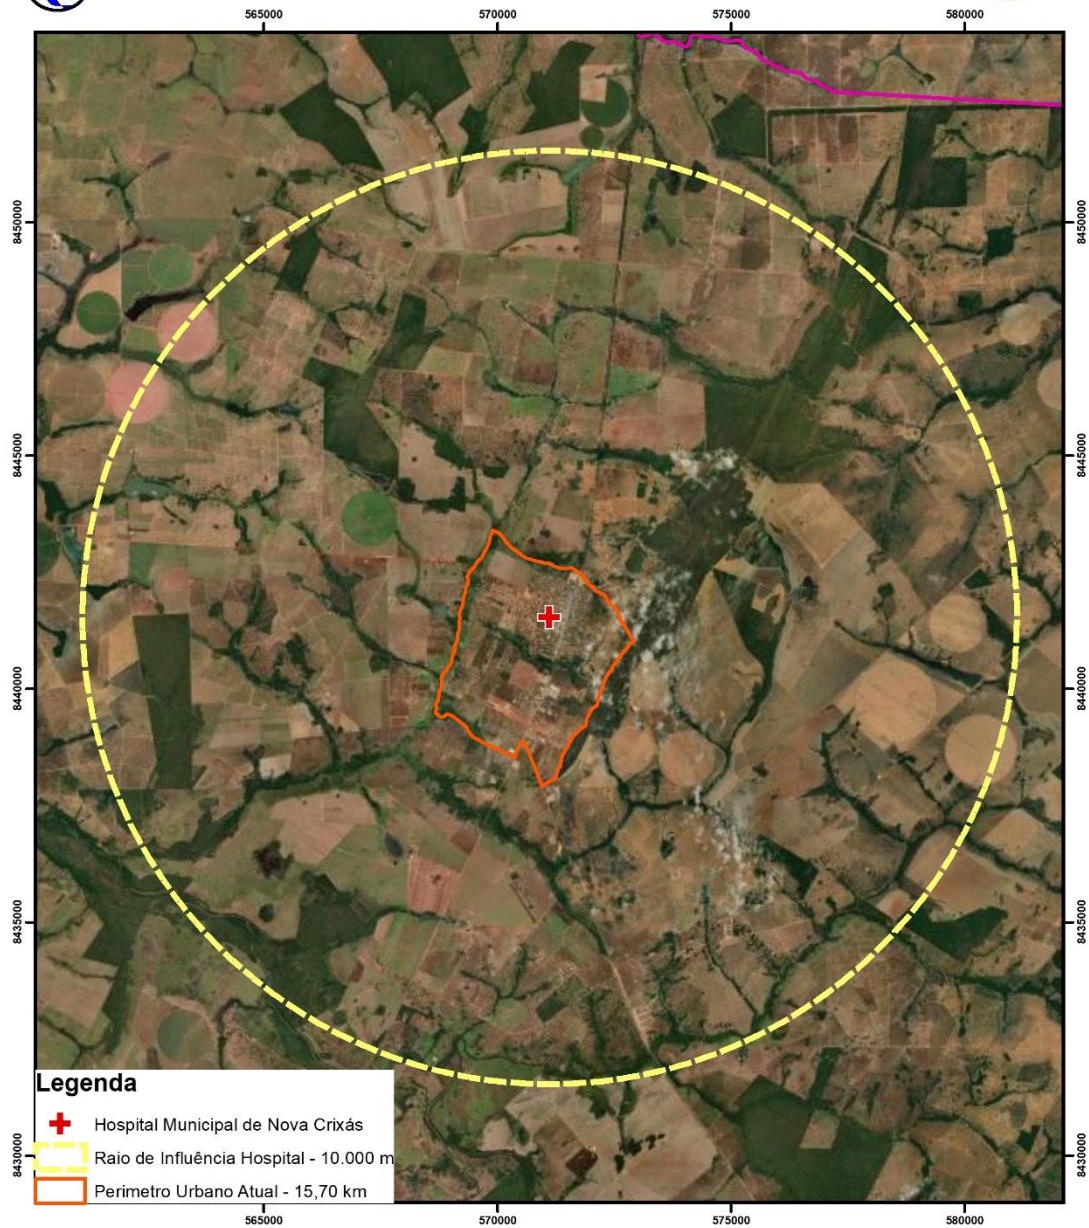 565000 570000 575000 580000
8450000 8450000
8445000 8445000
8440000 8440000
8435000 8435000
8430000 8430000
Legenda
Hospital Municipal de Nova Crixás
Raio de Influência Hospital - 10.000 m
Perimetro Urbano Atual - 15,70 km
565000 570000 575000 580000